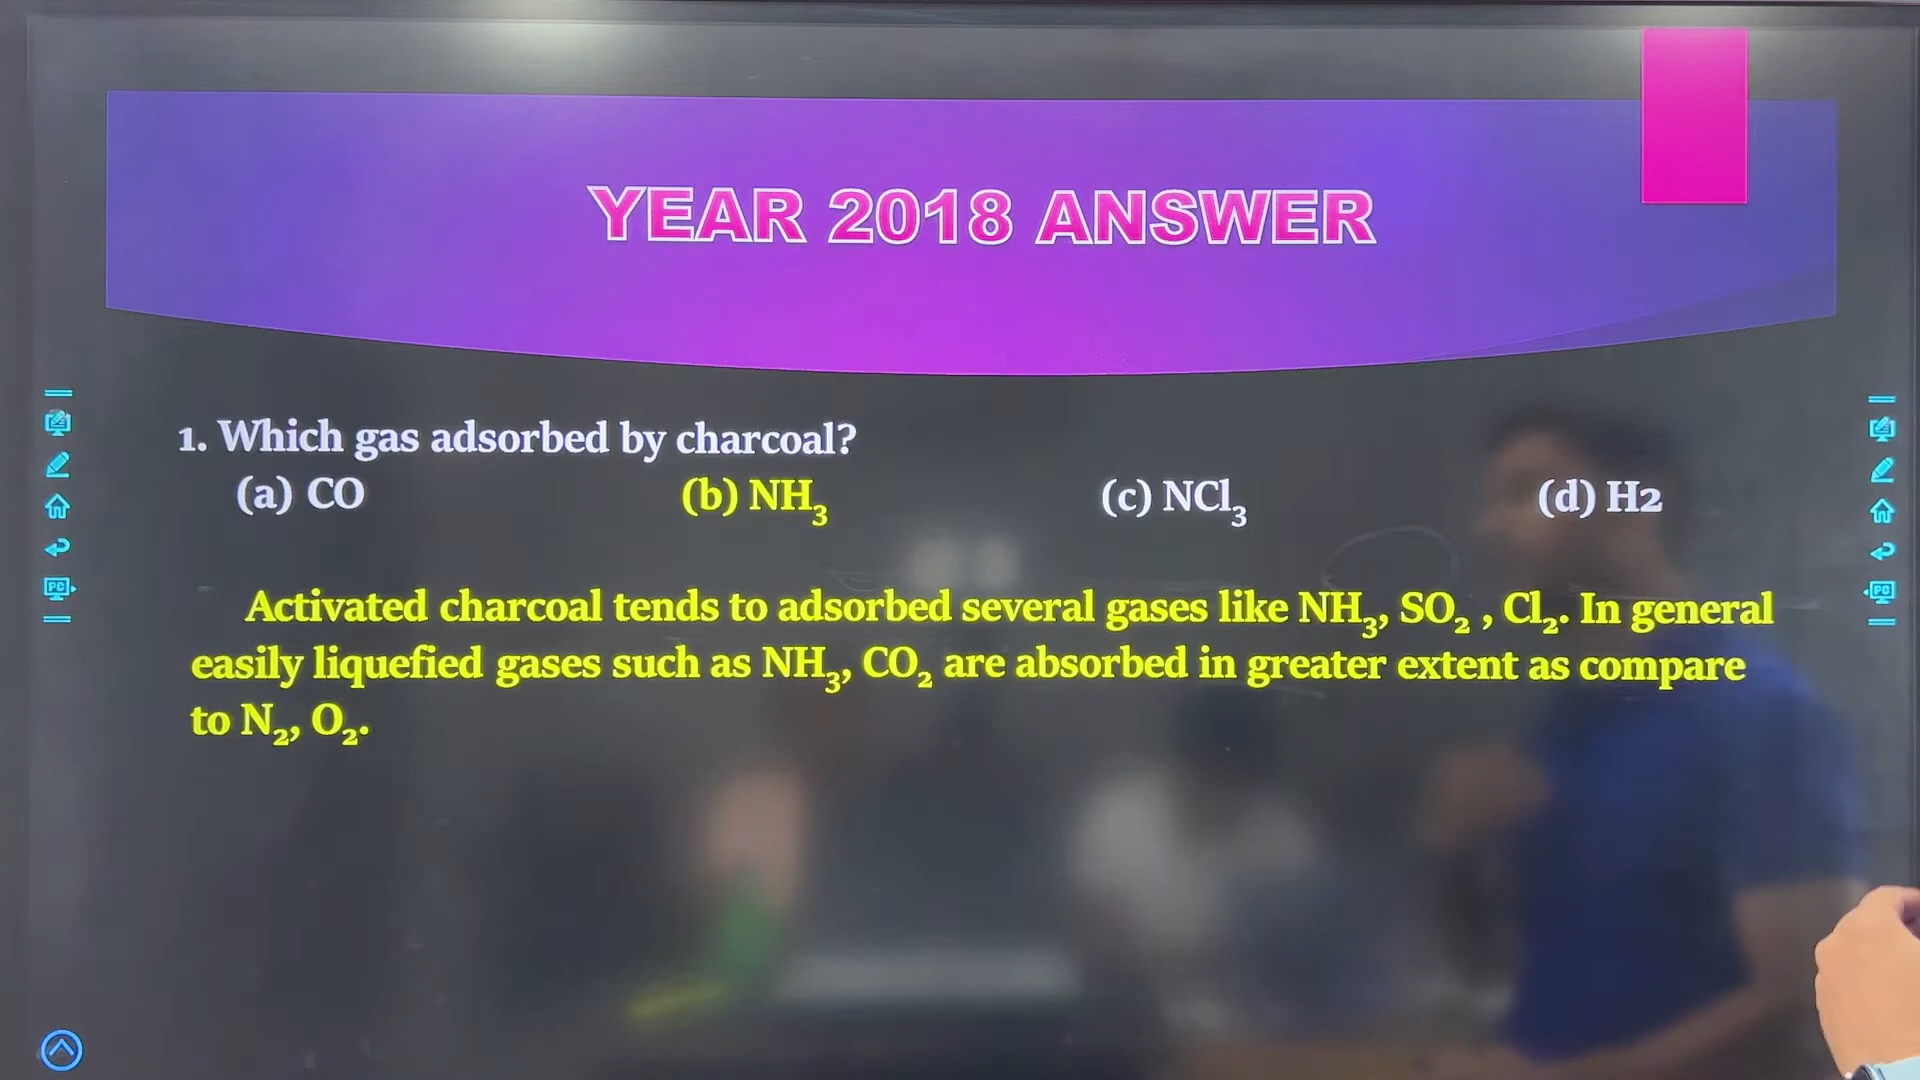 YEAR 2018 ANSWER
1. Which gas adsorbed by charcoal?
(a) CO (b) NH₃ (c) NCl₃ (d) H2
Activated charcoal tends to adsorbed several gases like NH₃, SO₂ , Cl₂. In general
easily liquefied gases such as NH₃, CO₂ are absorbed in greater extent as compare
to N₂, O₂.
PC
PC